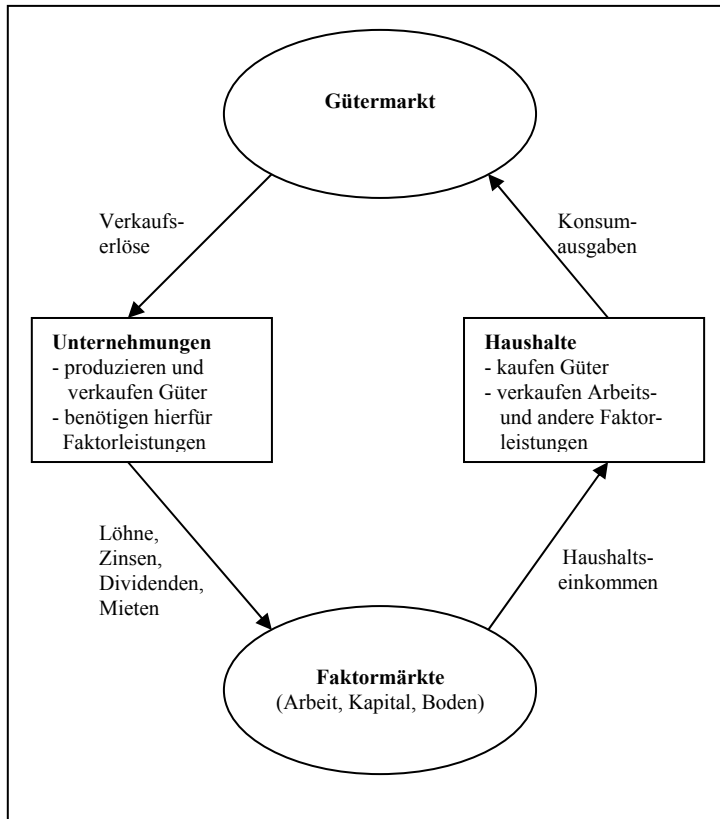 Gütermarkt
Verkaufs-
erlöse
Konsum-
ausgaben
Unternehmungen
- produzieren und
verkaufen Güter
- benötigen hierfür
Faktorleistungen
Haushalte
- kaufen Güter
- verkaufen Arbeits-
und andere Faktor-
leistungen
Löhne,
Zinsen,
Dividenden,
Mieten
Haushalts-
einkommen
Faktormärkte
(Arbeit, Kapital, Boden)